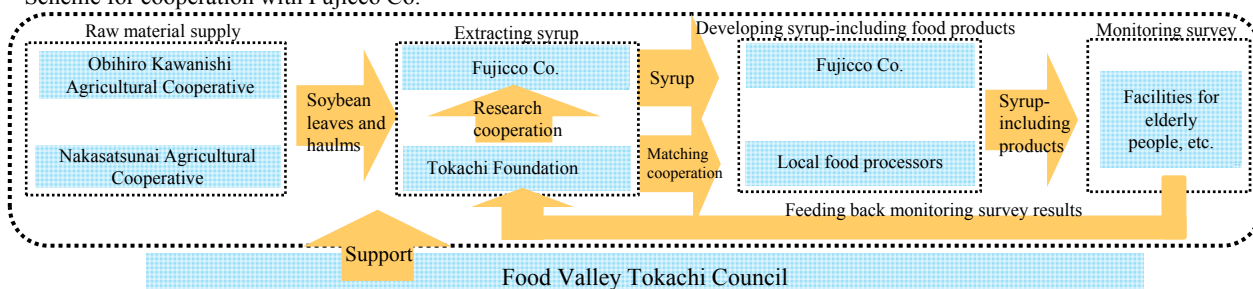 Scheme for cooperation with Fujicco Co.
Raw material supply
Obihiro Kawanishi
Agricultural Cooperative
Nakasatsunai Agricultural
Cooperative
Soybean
leaves and
haulms
Extracting syrup
Fujicco Co.
Research
cooperation
Tokachi Foundation
Syrup
Matching
cooperation
Developing syrup-including food products
Fujicco Co.
Local food processors
Syrup-
including
products
Monitoring survey
Facilities for
elderly
people, etc.
Feeding back monitoring survey results
Support
Food Valley Tokachi Council